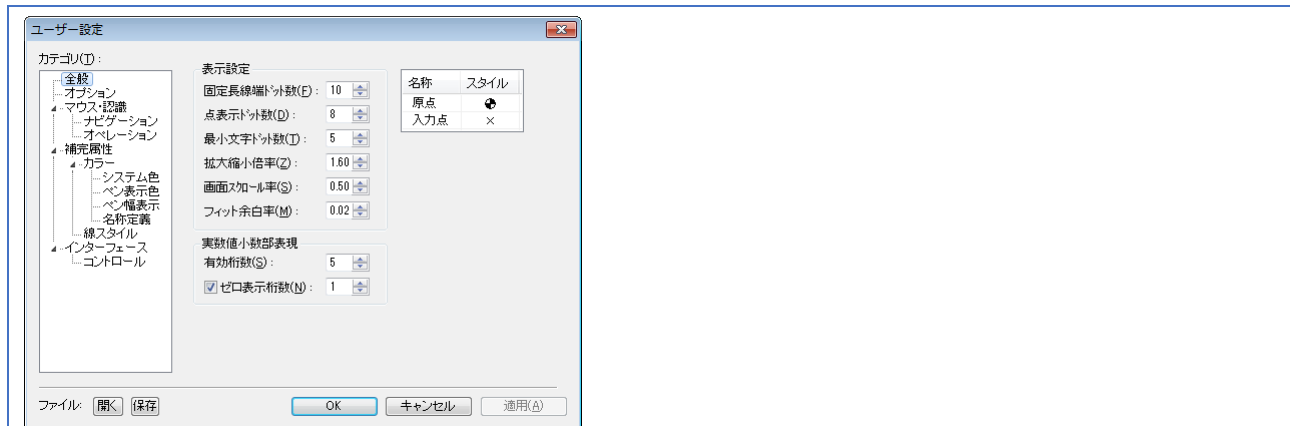 ユーザー設定
カテゴリ(T):
全般
オプション
マウス・認識
ナビゲーション
オペレーション
補完属性
カラー
システム色
ペン表示色
ペン幅表示
名称定義
線スタイル
インターフェース
コントロール
表示設定
固定長線端ドット数(F): 10
点表示ドット数(D): 8
最小文字ドット数(T): 5
拡大縮小倍率(Z): 1.60
画面スクロール率(S): 0.50
フィット余白率(M): 0.02
実数値小数部表現
有効桁数(S): 5
ゼロ表示桁数(N): 1
名称 スタイル
原点
入力点 ×
ファイル: 開く 保存 OK キャンセル 適用(A)